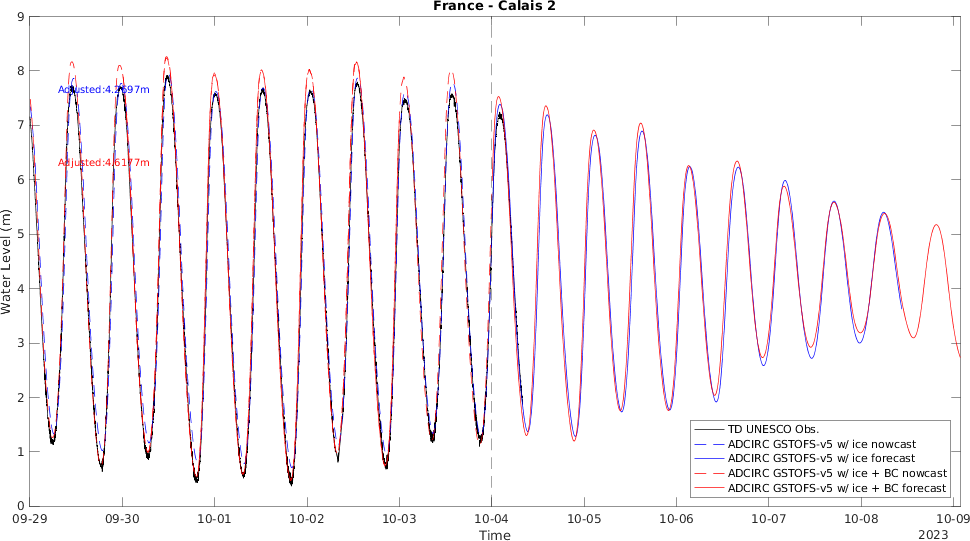 France - Calais 2
9
8
7
6
5
4
3
2
1
0
Water Level (m)
Adjusted:4.2697m
Adjusted:4.6177m
TD UNESCO Obs.
ADCIRC GSTOFS-v5 w/ ice nowcast
ADCIRC GSTOFS-v5 w/ ice forecast
ADCIRC GSTOFS-v5 w/ ice + BC nowcast
ADCIRC GSTOFS-v5 w/ ice + BC forecast
09-29 09-30 10-01 10-02 10-03 10-04 10-05 10-06 10-07 10-08 10-09
Time
2023